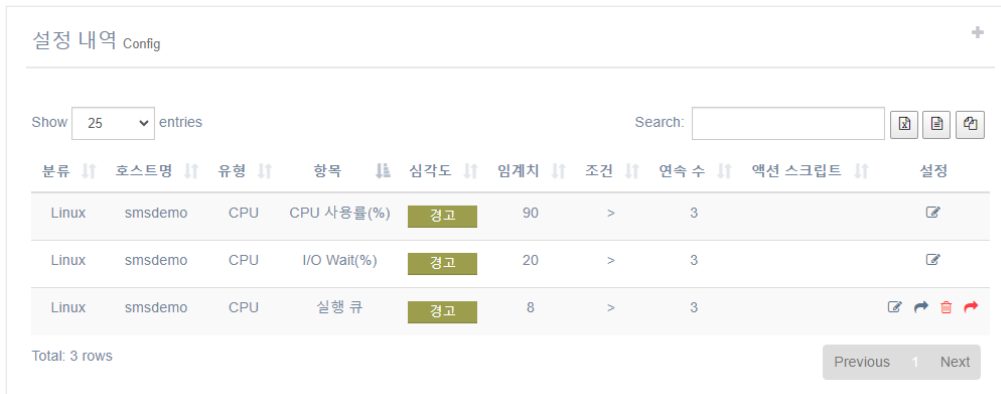 설정 내역 Config
Show 25 entries Search:
분류 호스트명 유형 항목 심각도 임계치 조건 연속 수 액션 스크립트 설정
Linux smsdemo CPU CPU 사용률(%) 경고 90 > 3
Linux smsdemo CPU I/O Wait(%) 경고 20 > 3
Linux smsdemo CPU 실행 큐 경고 8 > 3
Total: 3 rows
Previous 1 Next